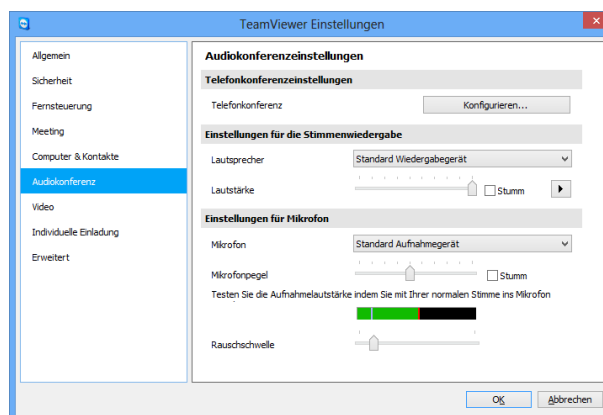 TeamViewer Einstellungen
Allgemein
Sicherheit
Fernsteuerung
Meeting
Computer & Kontakte
Audiokonferenz
Video
Individuelle Einladung
Erweitert
Audiokonferenzeinstellungen
Telefonkonferenzeinstellungen
Telefonkonferenz
Konfigurieren...
Einstellungen für die Stimmenwiedergabe
Lautsprecher
Standard Wiedergabegerät
Lautstärke
Stumm
Einstellungen für Mikrofon
Mikrofon
Standard Aufnahmegerät
Mikrofonpegel
Stumm
Testen Sie die Aufnahmelautstärke indem Sie mit Ihrer normalen Stimme ins Mikrofon
Rauschschwelle
OK
Abbrechen